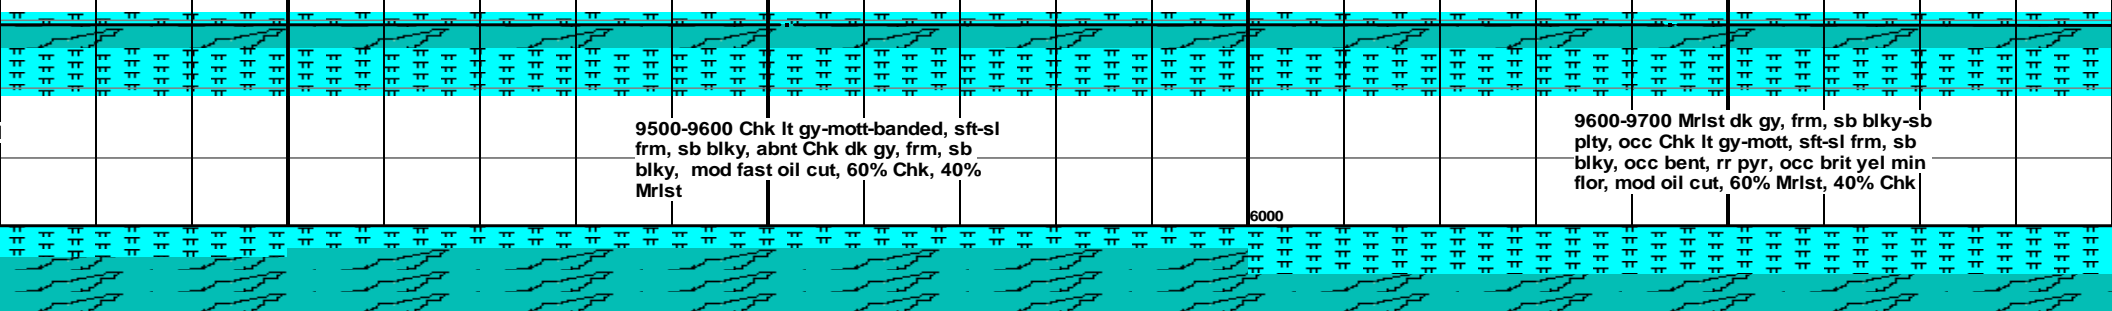 9500-9600 Chk lt gy-mott-banded, sft-sl
frm, sb blky, abnt Chk dk gy, frm, sb
blky, mod fast oil cut, 60% Chk, 40%
Mrlst
9600-9700 Mrlst dk gy, frm, sb blky-sb
plty, occ Chk lt gy-mott, sft-sl frm, sb
blky, occ bent, rr pyr, occ brit yel min
flor, mod oil cut, 60% Mrlst, 40% Chk
6000